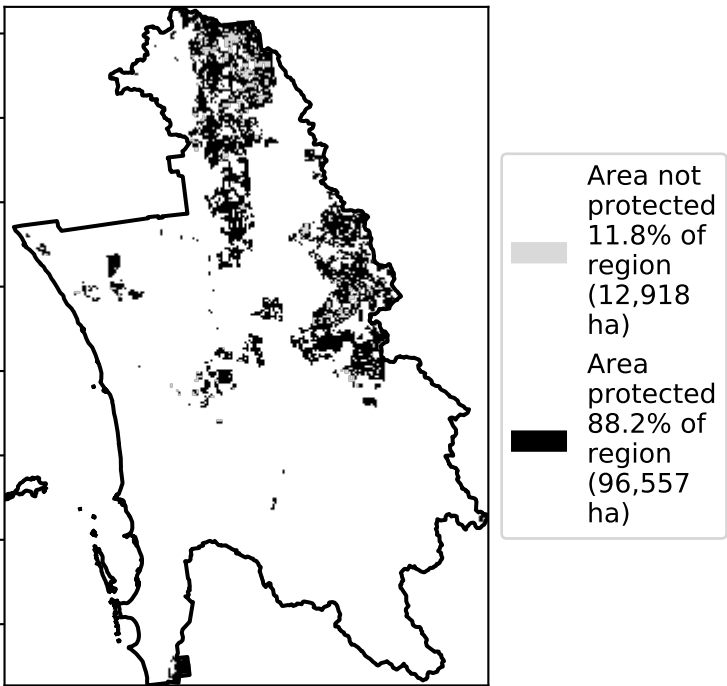 Area not
protected
11.8% of
region
(12,918
ha)
Area
protected
88.2% of
region
(96,557
ha)